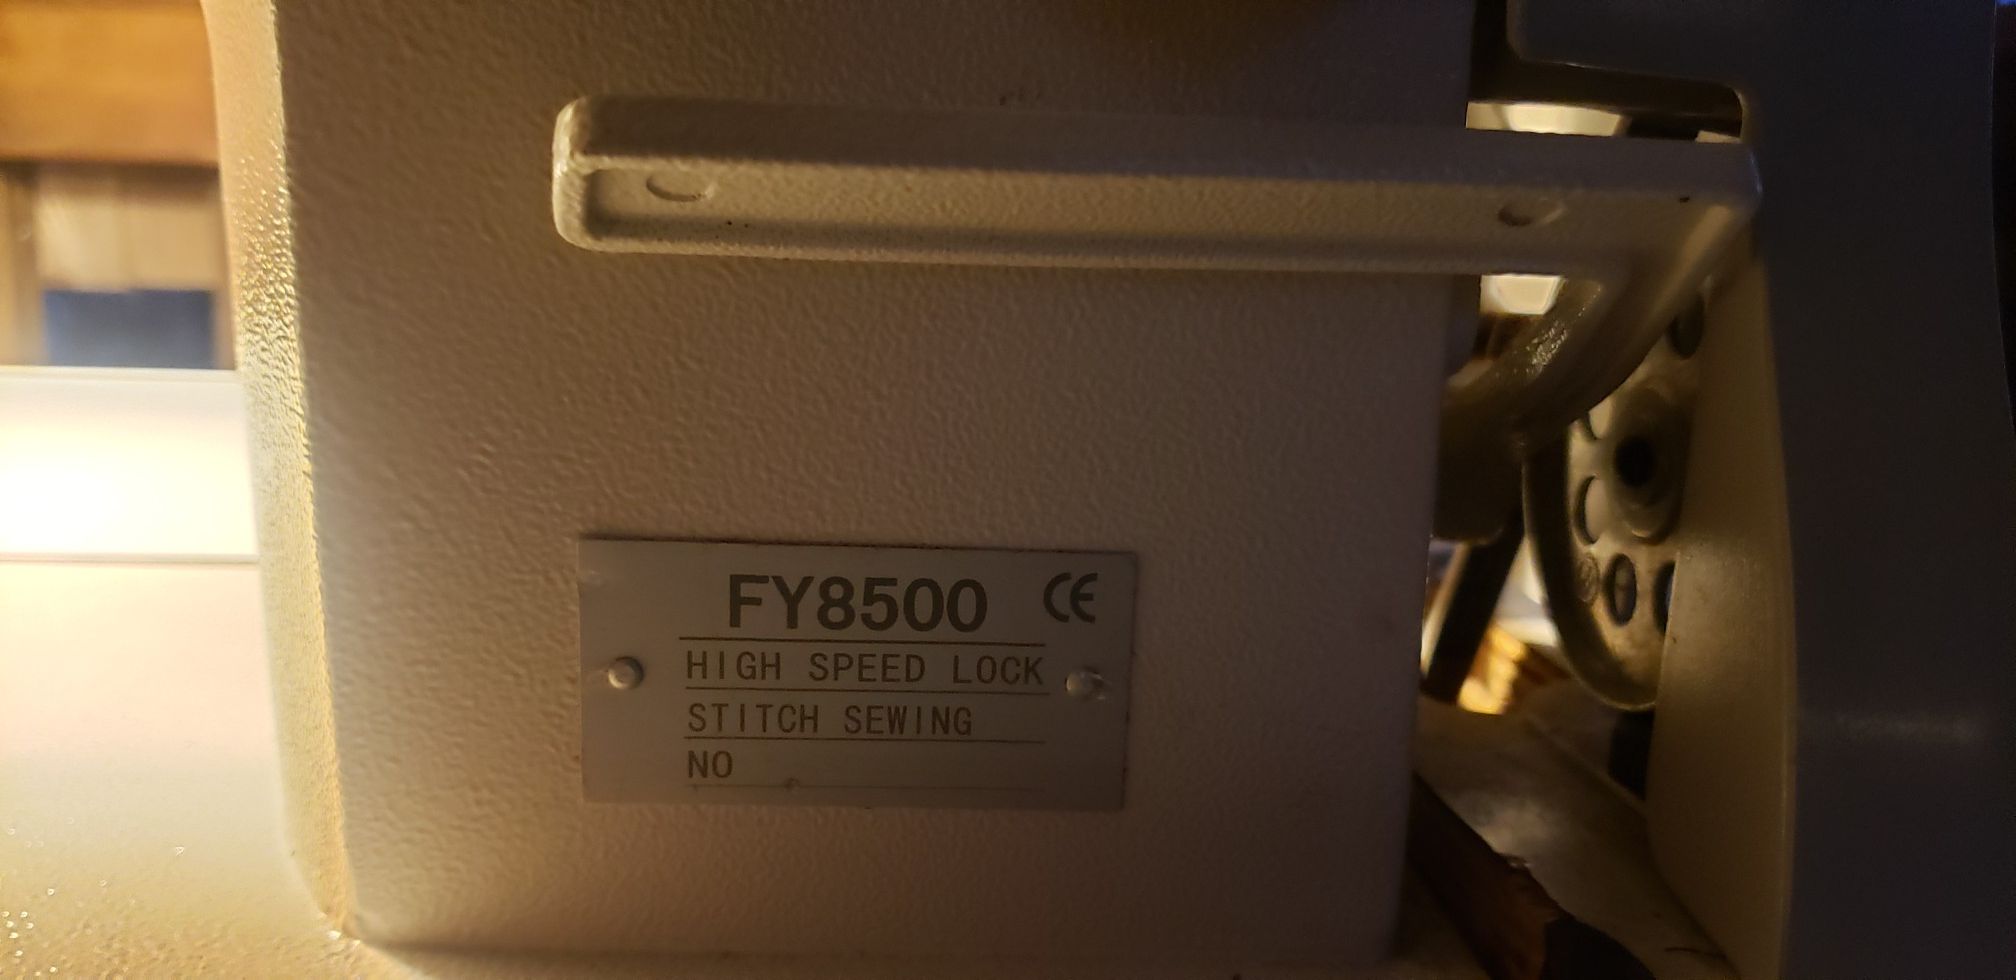 FY8500 CE
HIGH SPEED LOCK
STITCH SEWING
NO